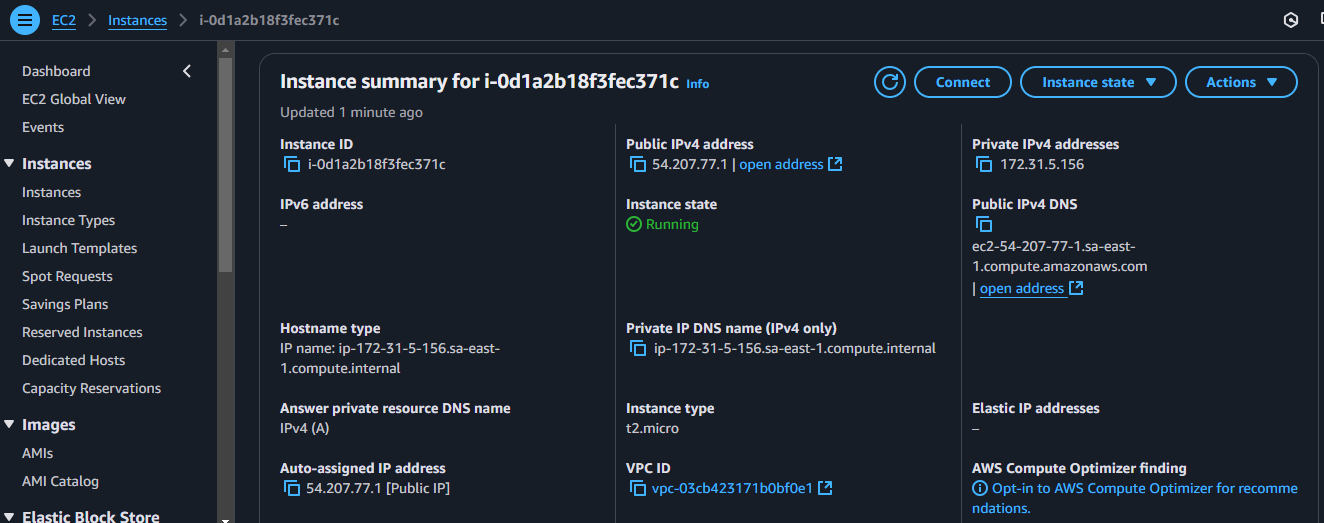 EC2 > Instances > i-0d1a2b18f3fec371c
Dashboard
EC2 Global View
Events
Instances
Instances
Instance Types
Launch Templates
Spot Requests
Savings Plans
Reserved Instances
Dedicated Hosts
Capacity Reservations
Images
AMIs
AMI Catalog
Elastic Block Store
Instance summary for i-0d1a2b18f3fec371c Info
Connect
Instance state
Actions
Updated 1 minute ago
Instance ID
i-0d1a2b18f3fec371c
Public IPv4 address
54.207.77.1 | open address
Private IPv4 addresses
172.31.5.156
IPv6 address
–
Instance state
Running
Public IPv4 DNS
ec2-54-207-77-1.sa-east-
1.compute.amazonaws.com
| open address
Hostname type
IP name: ip-172-31-5-156.sa-east-
1.compute.internal
Private IP DNS name (IPv4 only)
ip-172-31-5-156.sa-east-1.compute.internal
Answer private resource DNS name
IPv4 (A)
Instance type
t2.micro
Elastic IP addresses
–
Auto-assigned IP address
54.207.77.1 [Public IP]
VPC ID
vpc-03cb423171b0bf0e1
AWS Compute Optimizer finding
Opt-in to AWS Compute Optimizer for recomme
ndations.